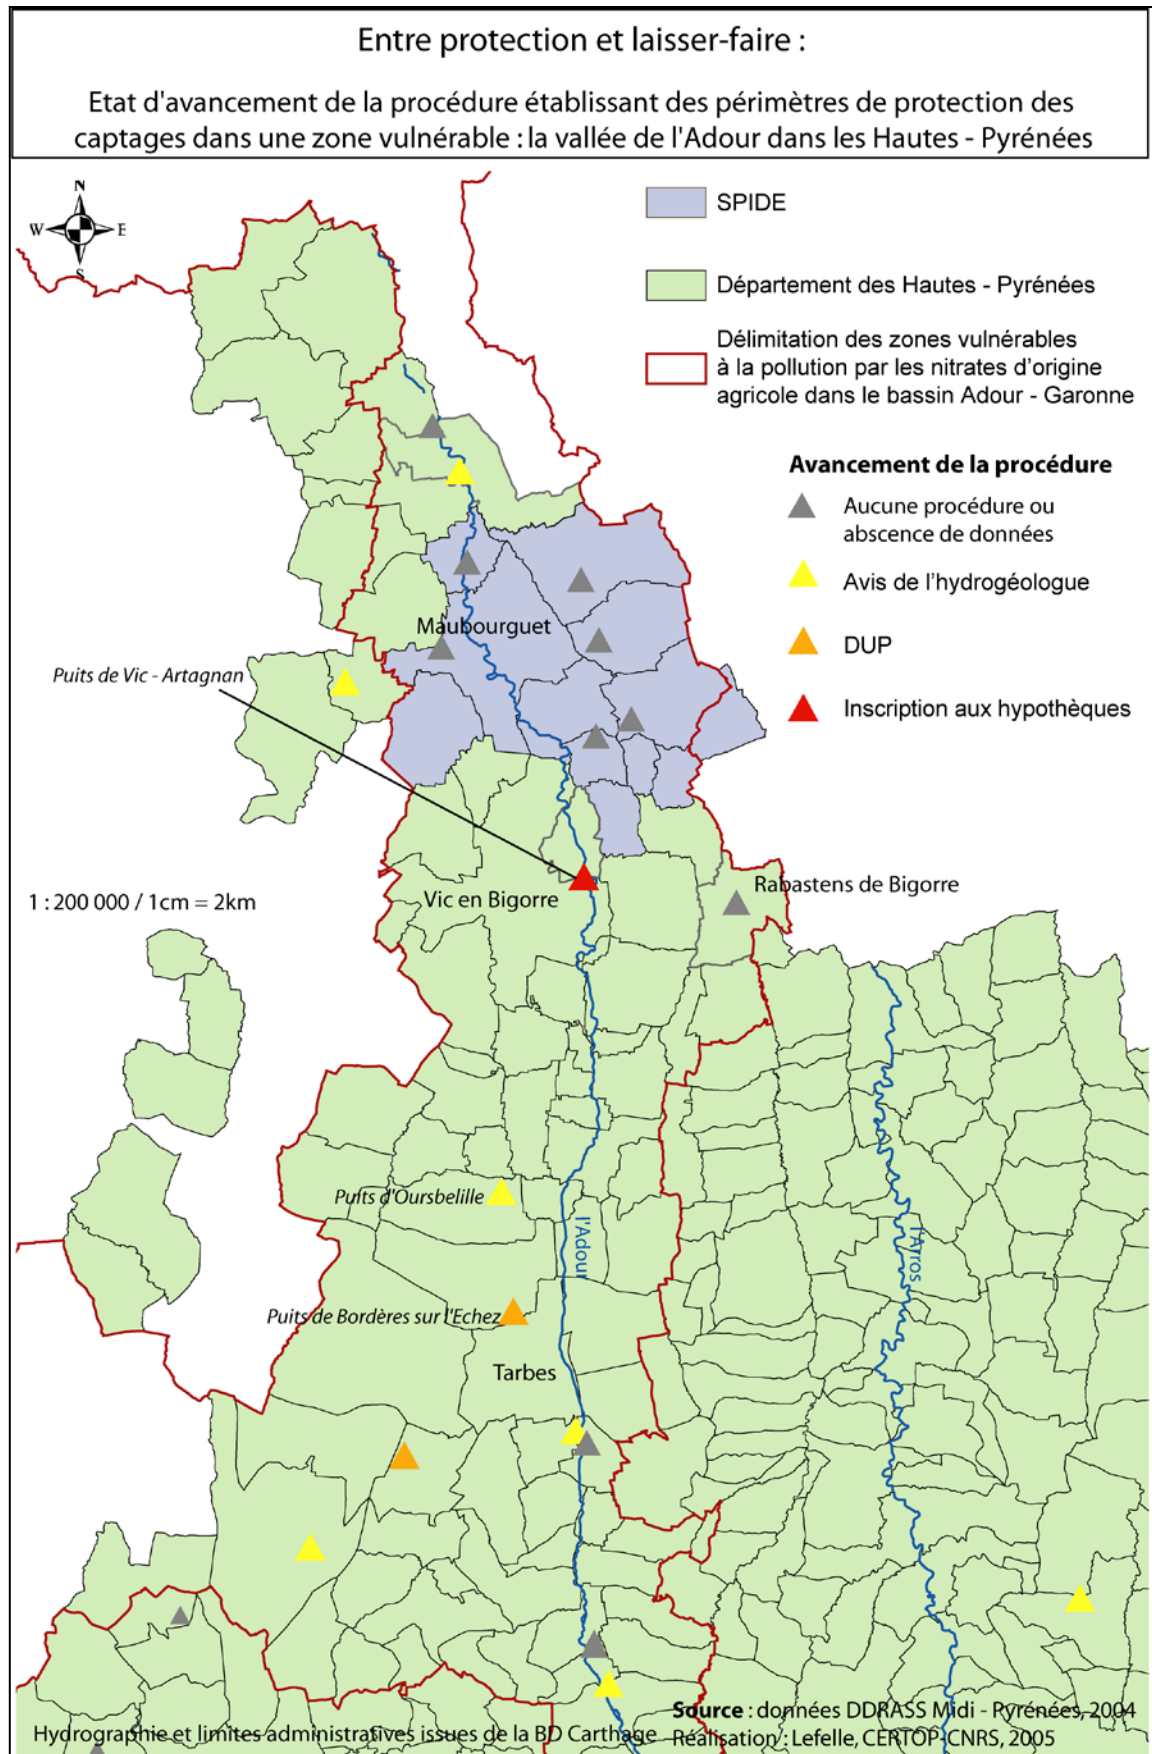 Entre protection et laisser-faire :
Etat d'avancement de la procédure établissant des périmètres de protection des
captages dans une zone vulnérable : la vallée de l'Adour dans les Hautes - Pyrénées
N
W
E
S
SPIDE
Département des Hautes - Pyrénées
Délimitation des zones vulnérables
à la pollution par les nitrates d'origine
agricole dans le bassin Adour - Garonne
Avancement de la procédure
Aucune procédure ou
abscence de données
Avis de l'hydrogéologue
DUP
Inscription aux hypothèques
Maubourguet
Puits de Vic - Artagnan
Vic en Bigorre
Rabastens de Bigorre
1 : 200 000 / 1cm = 2km
Puits d'Oursbelille
l'Adour
l'Arros
Puits de Bordères sur l'Echez
Tarbes
Source : données DDRASS Midi - Pyrénées, 2004
Hydrographie et limites administratives issues de la BD Carthage
Réalisation : Lefelle, CERTOP-CNRS, 2005